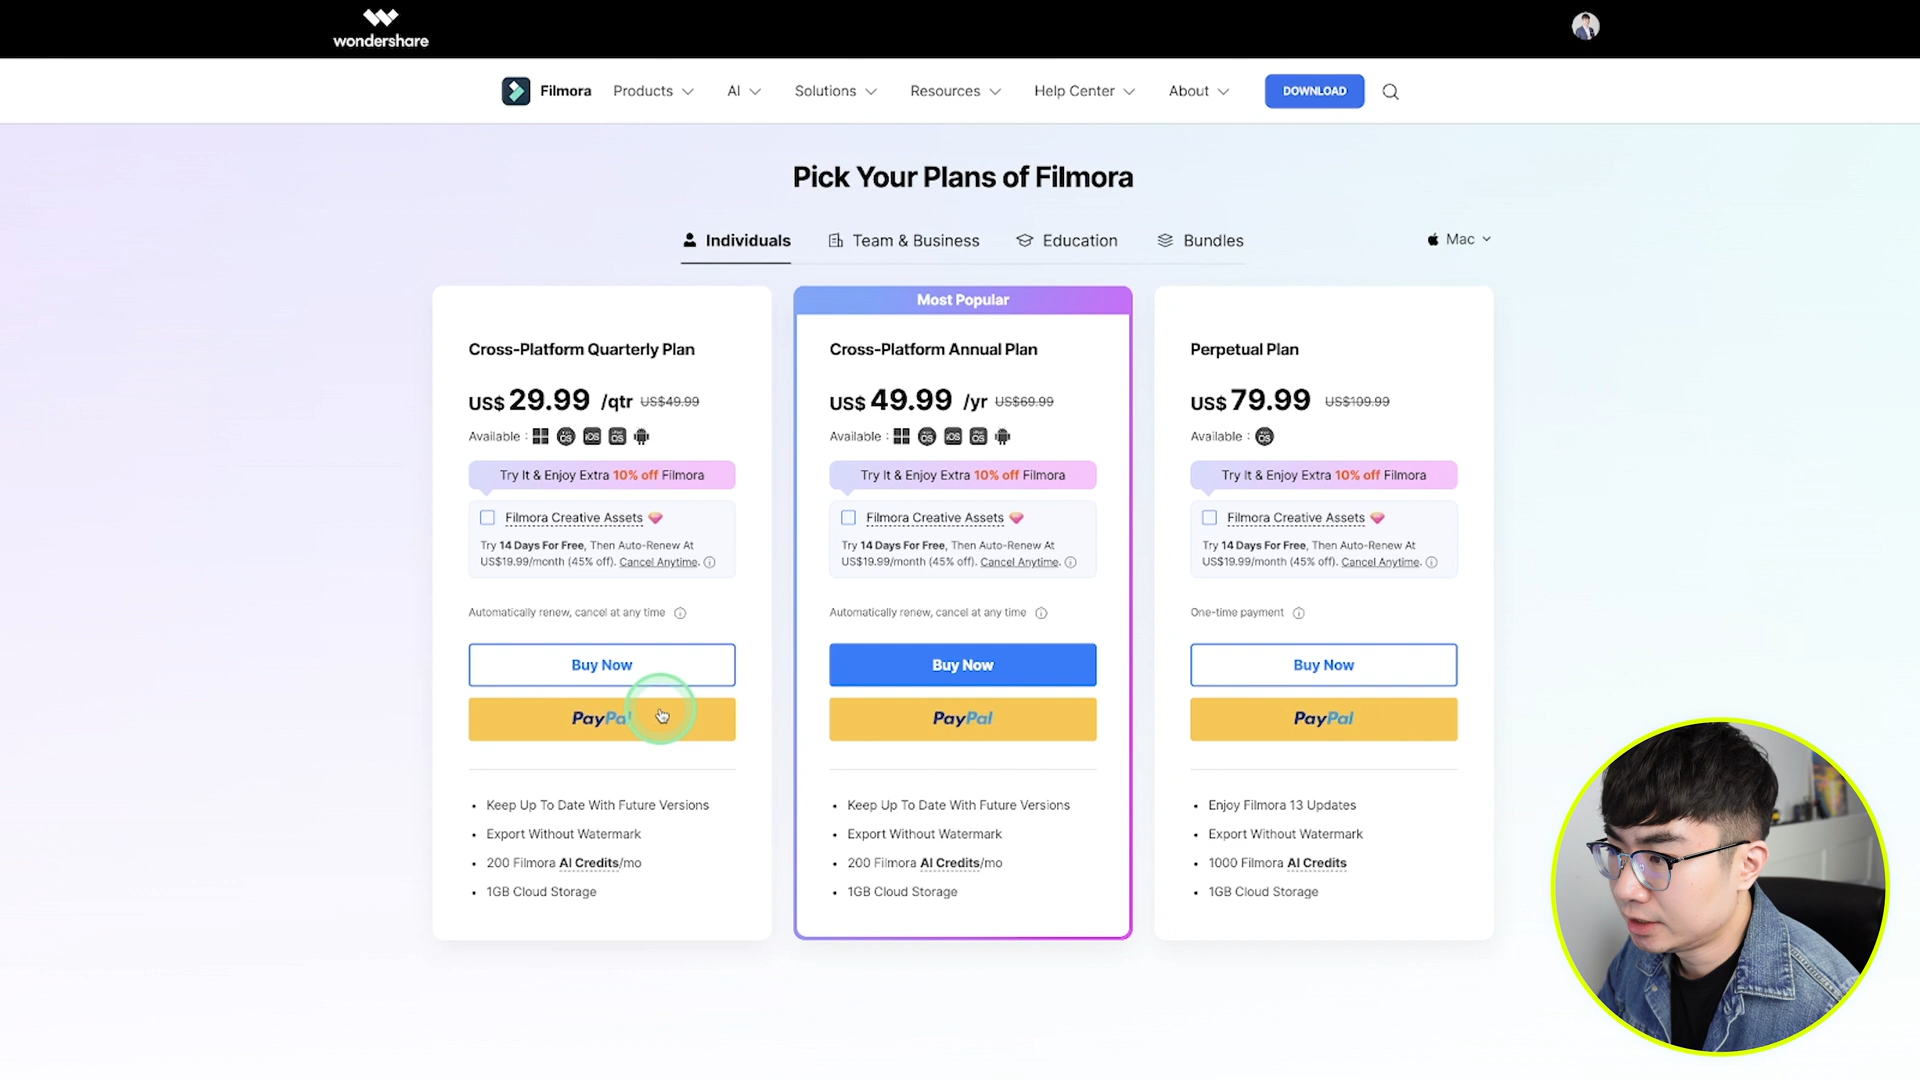 wondershare
Filmora Products AI Solutions Resources Help Center About DOWNLOAD
Pick Your Plans of Filmora
Individuals Team & Business Education Bundles Mac
Cross-Platform Quarterly Plan
US$ 29.99 /qtr US$49.99
Available :
Try It & Enjoy Extra 10% off Filmora
Filmora Creative Assets
Try 14 Days For Free, Then Auto-Renew At
US$19.99/month (45% off). Cancel Anytime.
Automatically renew, cancel at any time
Buy Now
PayPal
• Keep Up To Date With Future Versions
• Export Without Watermark
• 200 Filmora AI Credits/mo
• 1GB Cloud Storage
Most Popular
Cross-Platform Annual Plan
US$ 49.99 /yr US$69.99
Available :
Try It & Enjoy Extra 10% off Filmora
Filmora Creative Assets
Try 14 Days For Free, Then Auto-Renew At
US$19.99/month (45% off). Cancel Anytime.
Automatically renew, cancel at any time
Buy Now
PayPal
• Keep Up To Date With Future Versions
• Export Without Watermark
• 200 Filmora AI Credits/mo
• 1GB Cloud Storage
Perpetual Plan
US$ 79.99 US$109.99
Available :
Try It & Enjoy Extra 10% off Filmora
Filmora Creative Assets
Try 14 Days For Free, Then Auto-Renew At
US$19.99/month (45% off). Cancel Anytime.
One-time payment
Buy Now
PayPal
• Enjoy Filmora 13 Updates
• Export Without Watermark
• 1000 Filmora AI Credits
• 1GB Cloud Storage